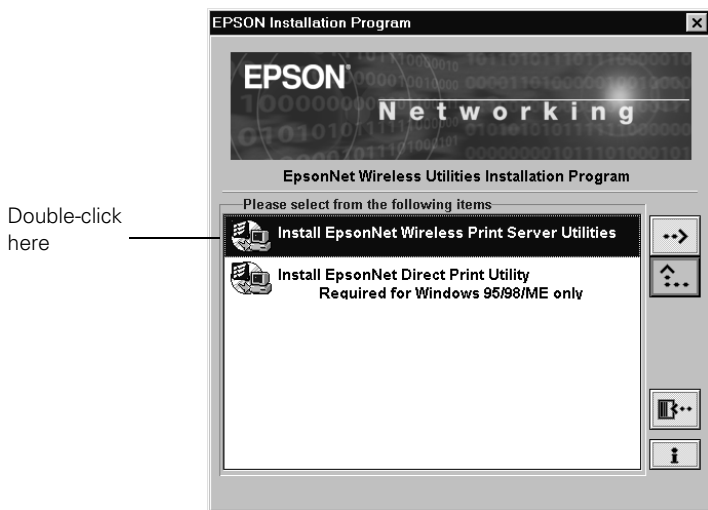 EPSON Installation Program
EPSON
Networking
EpsonNet Wireless Utilities Installation Program
Please select from the following items
Double-click
here
Install EpsonNet Wireless Print Server Utilities
Install EpsonNet Direct Print Utility
Required for Windows 95/98/ME only